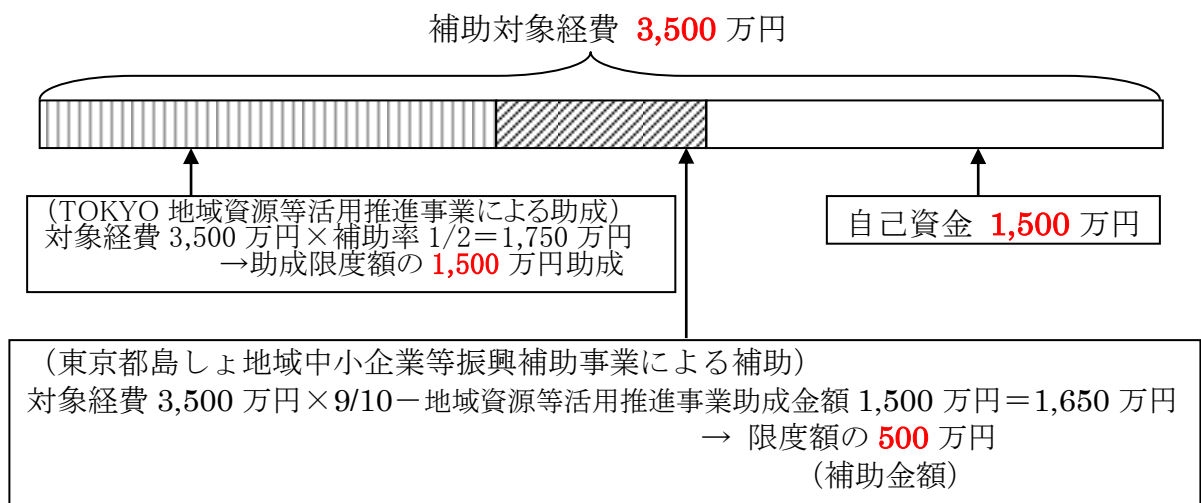 補助対象経費 3,500 万円
（TOKYO 地域資源等活用推進事業による助成）
対象経費 3,500 万円×補助率 1/2＝1,750 万円
→助成限度額の 1,500 万円助成
自己資金 1,500 万円
（東京都島しょ地域中小企業等振興補助事業による補助）
対象経費 3,500 万円×9/10－地域資源等活用推進事業助成金額 1,500 万円＝1,650 万円
→ 限度額の 500 万円
（補助金額）